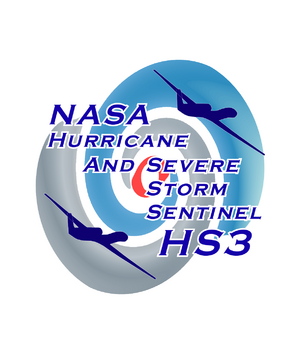 NASA
Hurricane
And Severe
Storm
Sentinel
HS3